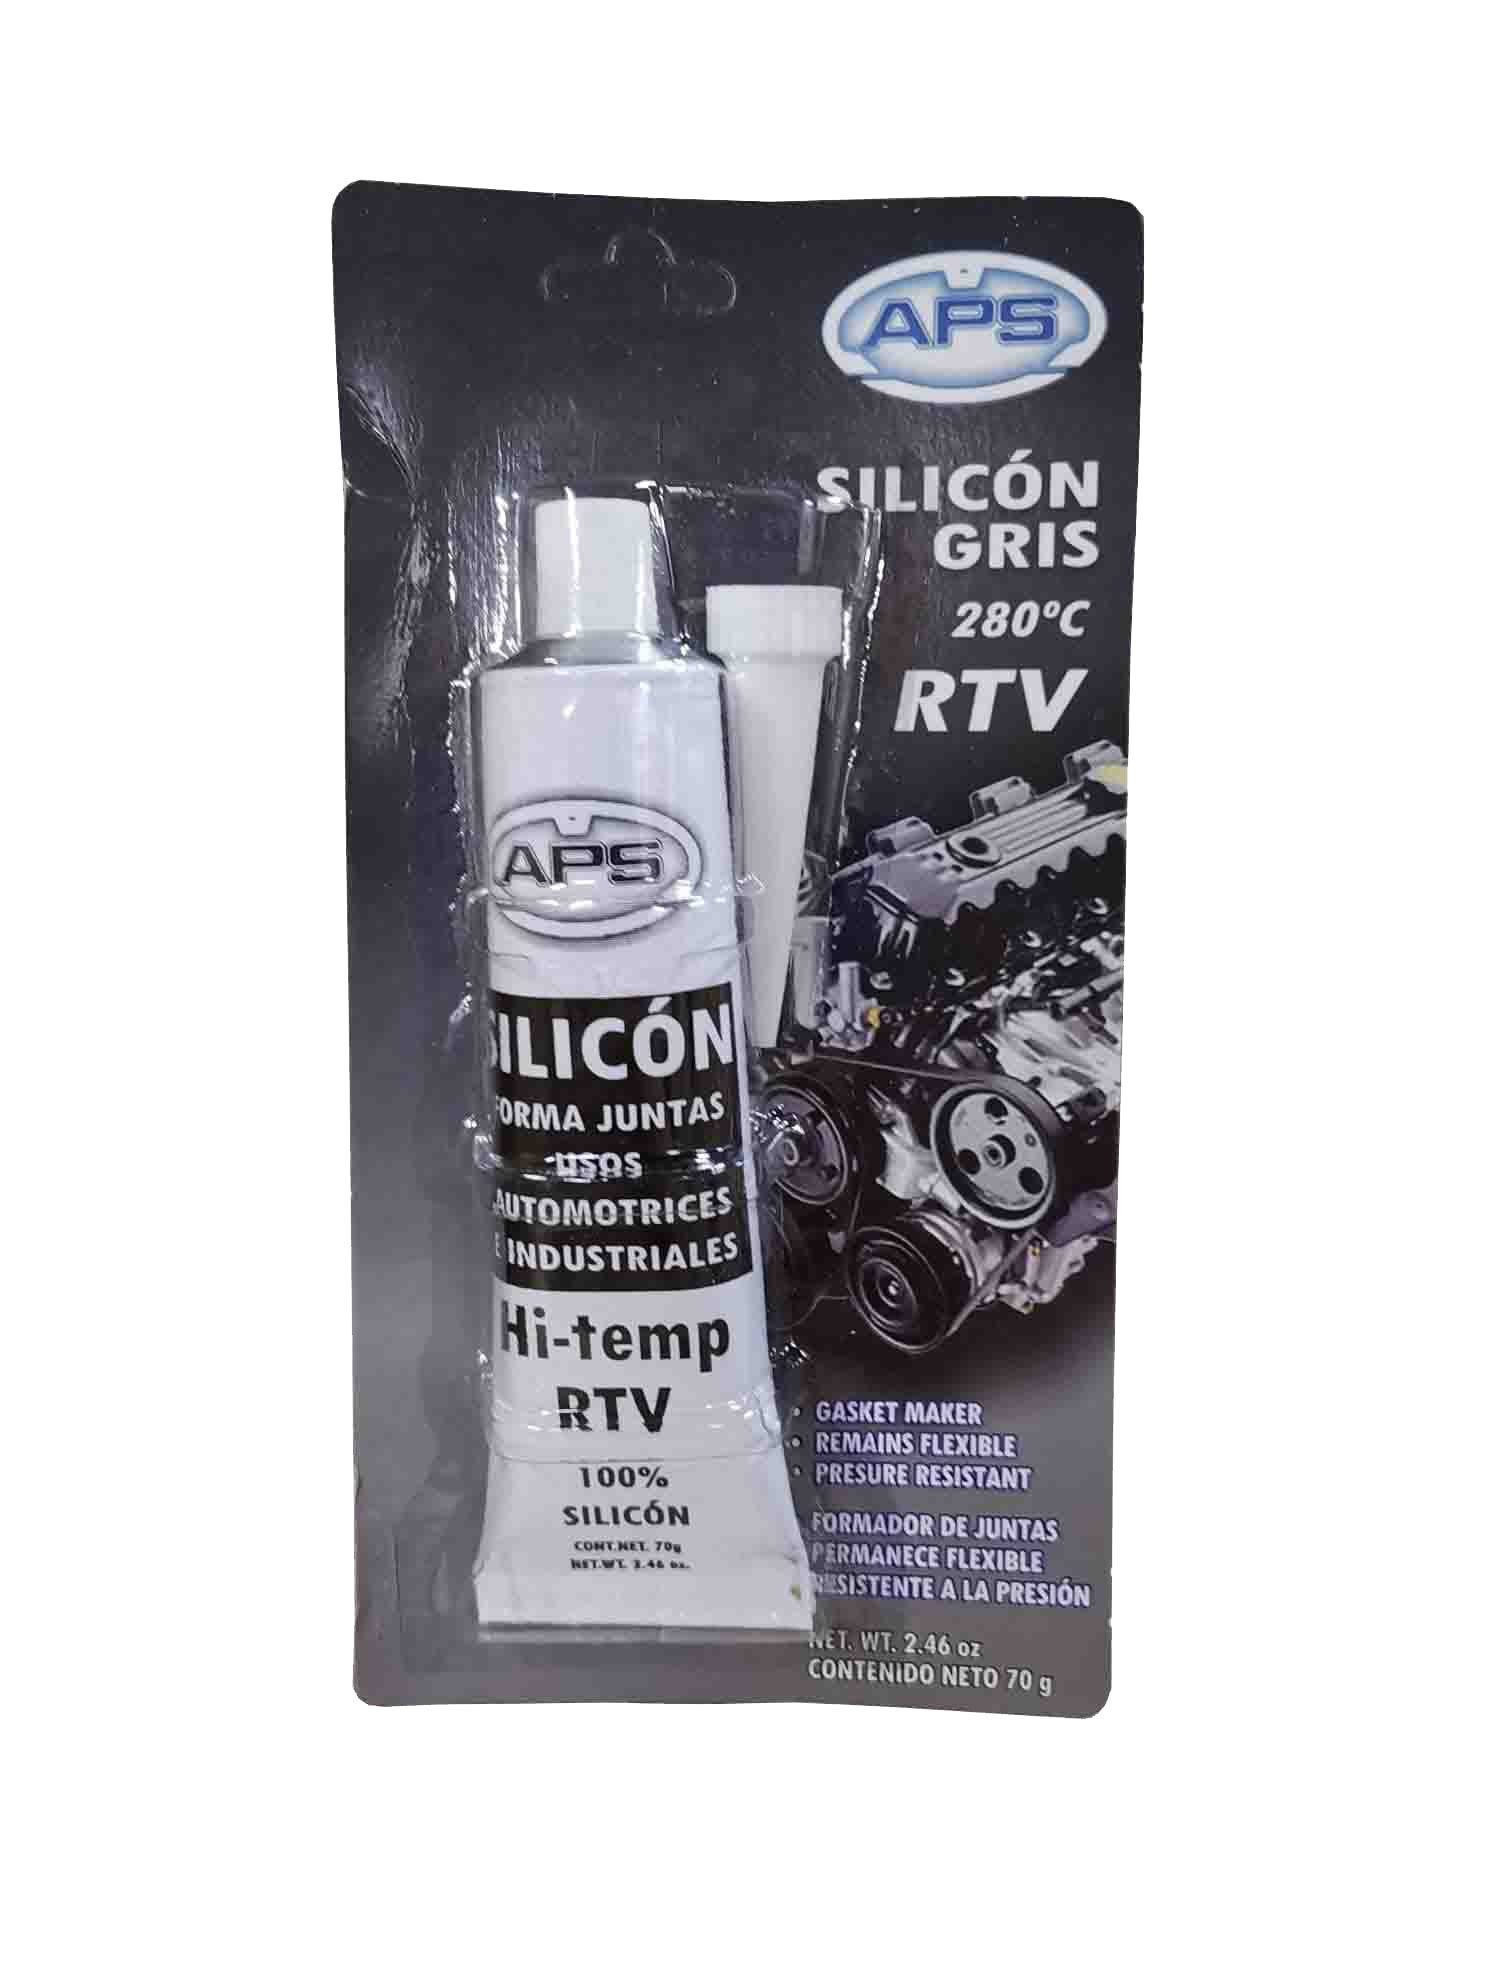 APS
SILICÓN
GRIS
280ºC
RTV
APS
SILICÓN
FORMA JUNTAS
USOS
AUTOMOTRICES
E INDUSTRIALES
Hi-temp
RTV
100%
SILICÓN
CONT.NET. 70g
NET.WT. 2.46 oz.
• GASKET MAKER
• REMAINS FLEXIBLE
• PRESURE RESISTANT
FORMADOR DE JUNTAS
PERMANECE FLEXIBLE
RESISTENTE A LA PRESIÓN
NET. WT. 2.46 oz
CONTENIDO NETO 70 g